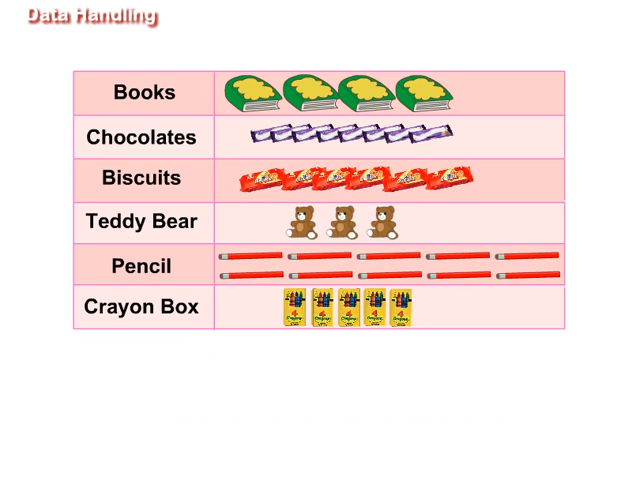 Data Handling
Books
Chocolates
Biscuits
Teddy Bear
Pencil
Crayon Box